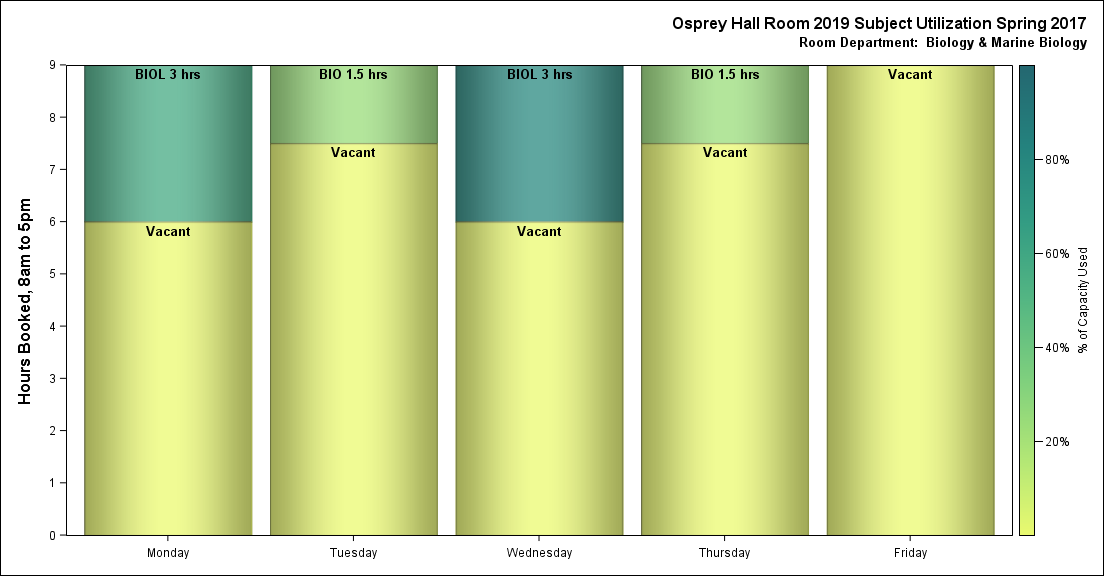 Osprey Hall Room 2019 Subject Utilization Spring 2017
Room Department: Biology & Marine Biology
Hours Booked, 8am to 5pm
9
8
7
6
5
4
3
2
1
0
BIOL 3 hrs
Vacant
BIO 1.5 hrs
Vacant
BIOL 3 hrs
Vacant
BIO 1.5 hrs
Vacant
Vacant
Monday
Tuesday
Wednesday
Thursday
Friday
80%
60%
40%
20%
% of Capacity Used